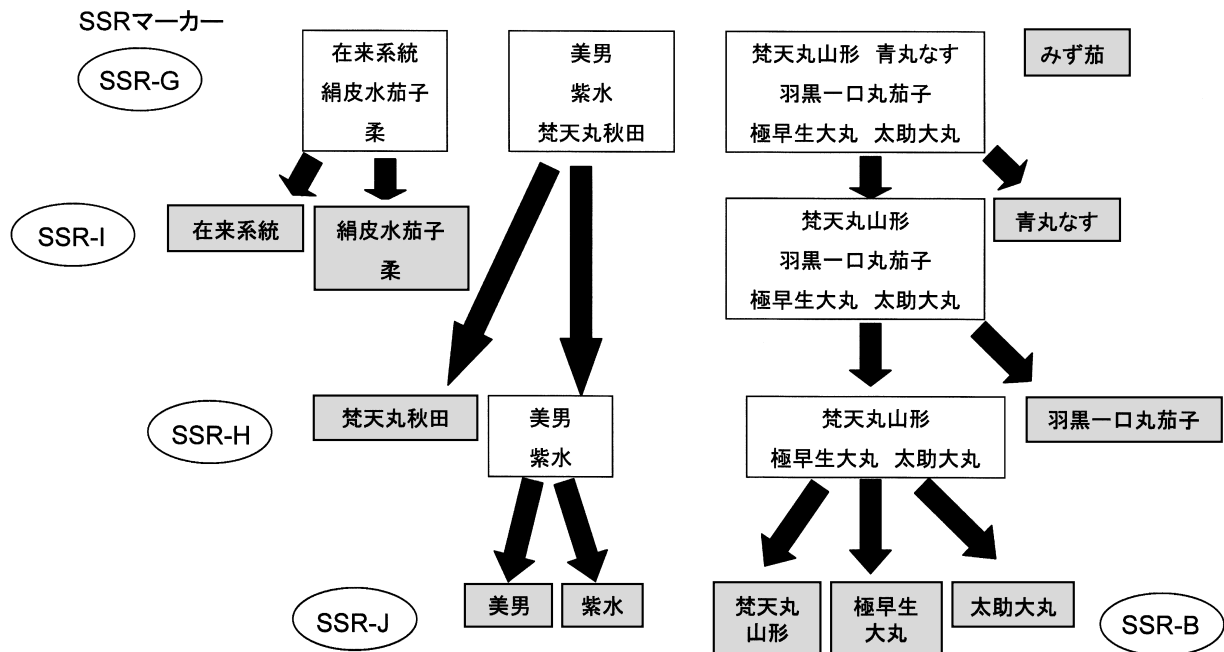 SSRマーカー
SSR-G
在来系統
絹皮水茄子
柔
美男
紫水
梵天丸秋田
梵天丸山形 青丸なす
羽黒一口丸茄子
極早生大丸 太助大丸
みず茄
SSR-I
在来系統
絹皮水茄子
柔
梵天丸山形
羽黒一口丸茄子
極早生大丸 太助大丸
青丸なす
SSR-H
梵天丸秋田
美男
紫水
梵天丸山形
極早生大丸 太助大丸
羽黒一口丸茄子
SSR-J
美男
紫水
梵天丸
山形
極早生
大丸
太助大丸
SSR-B